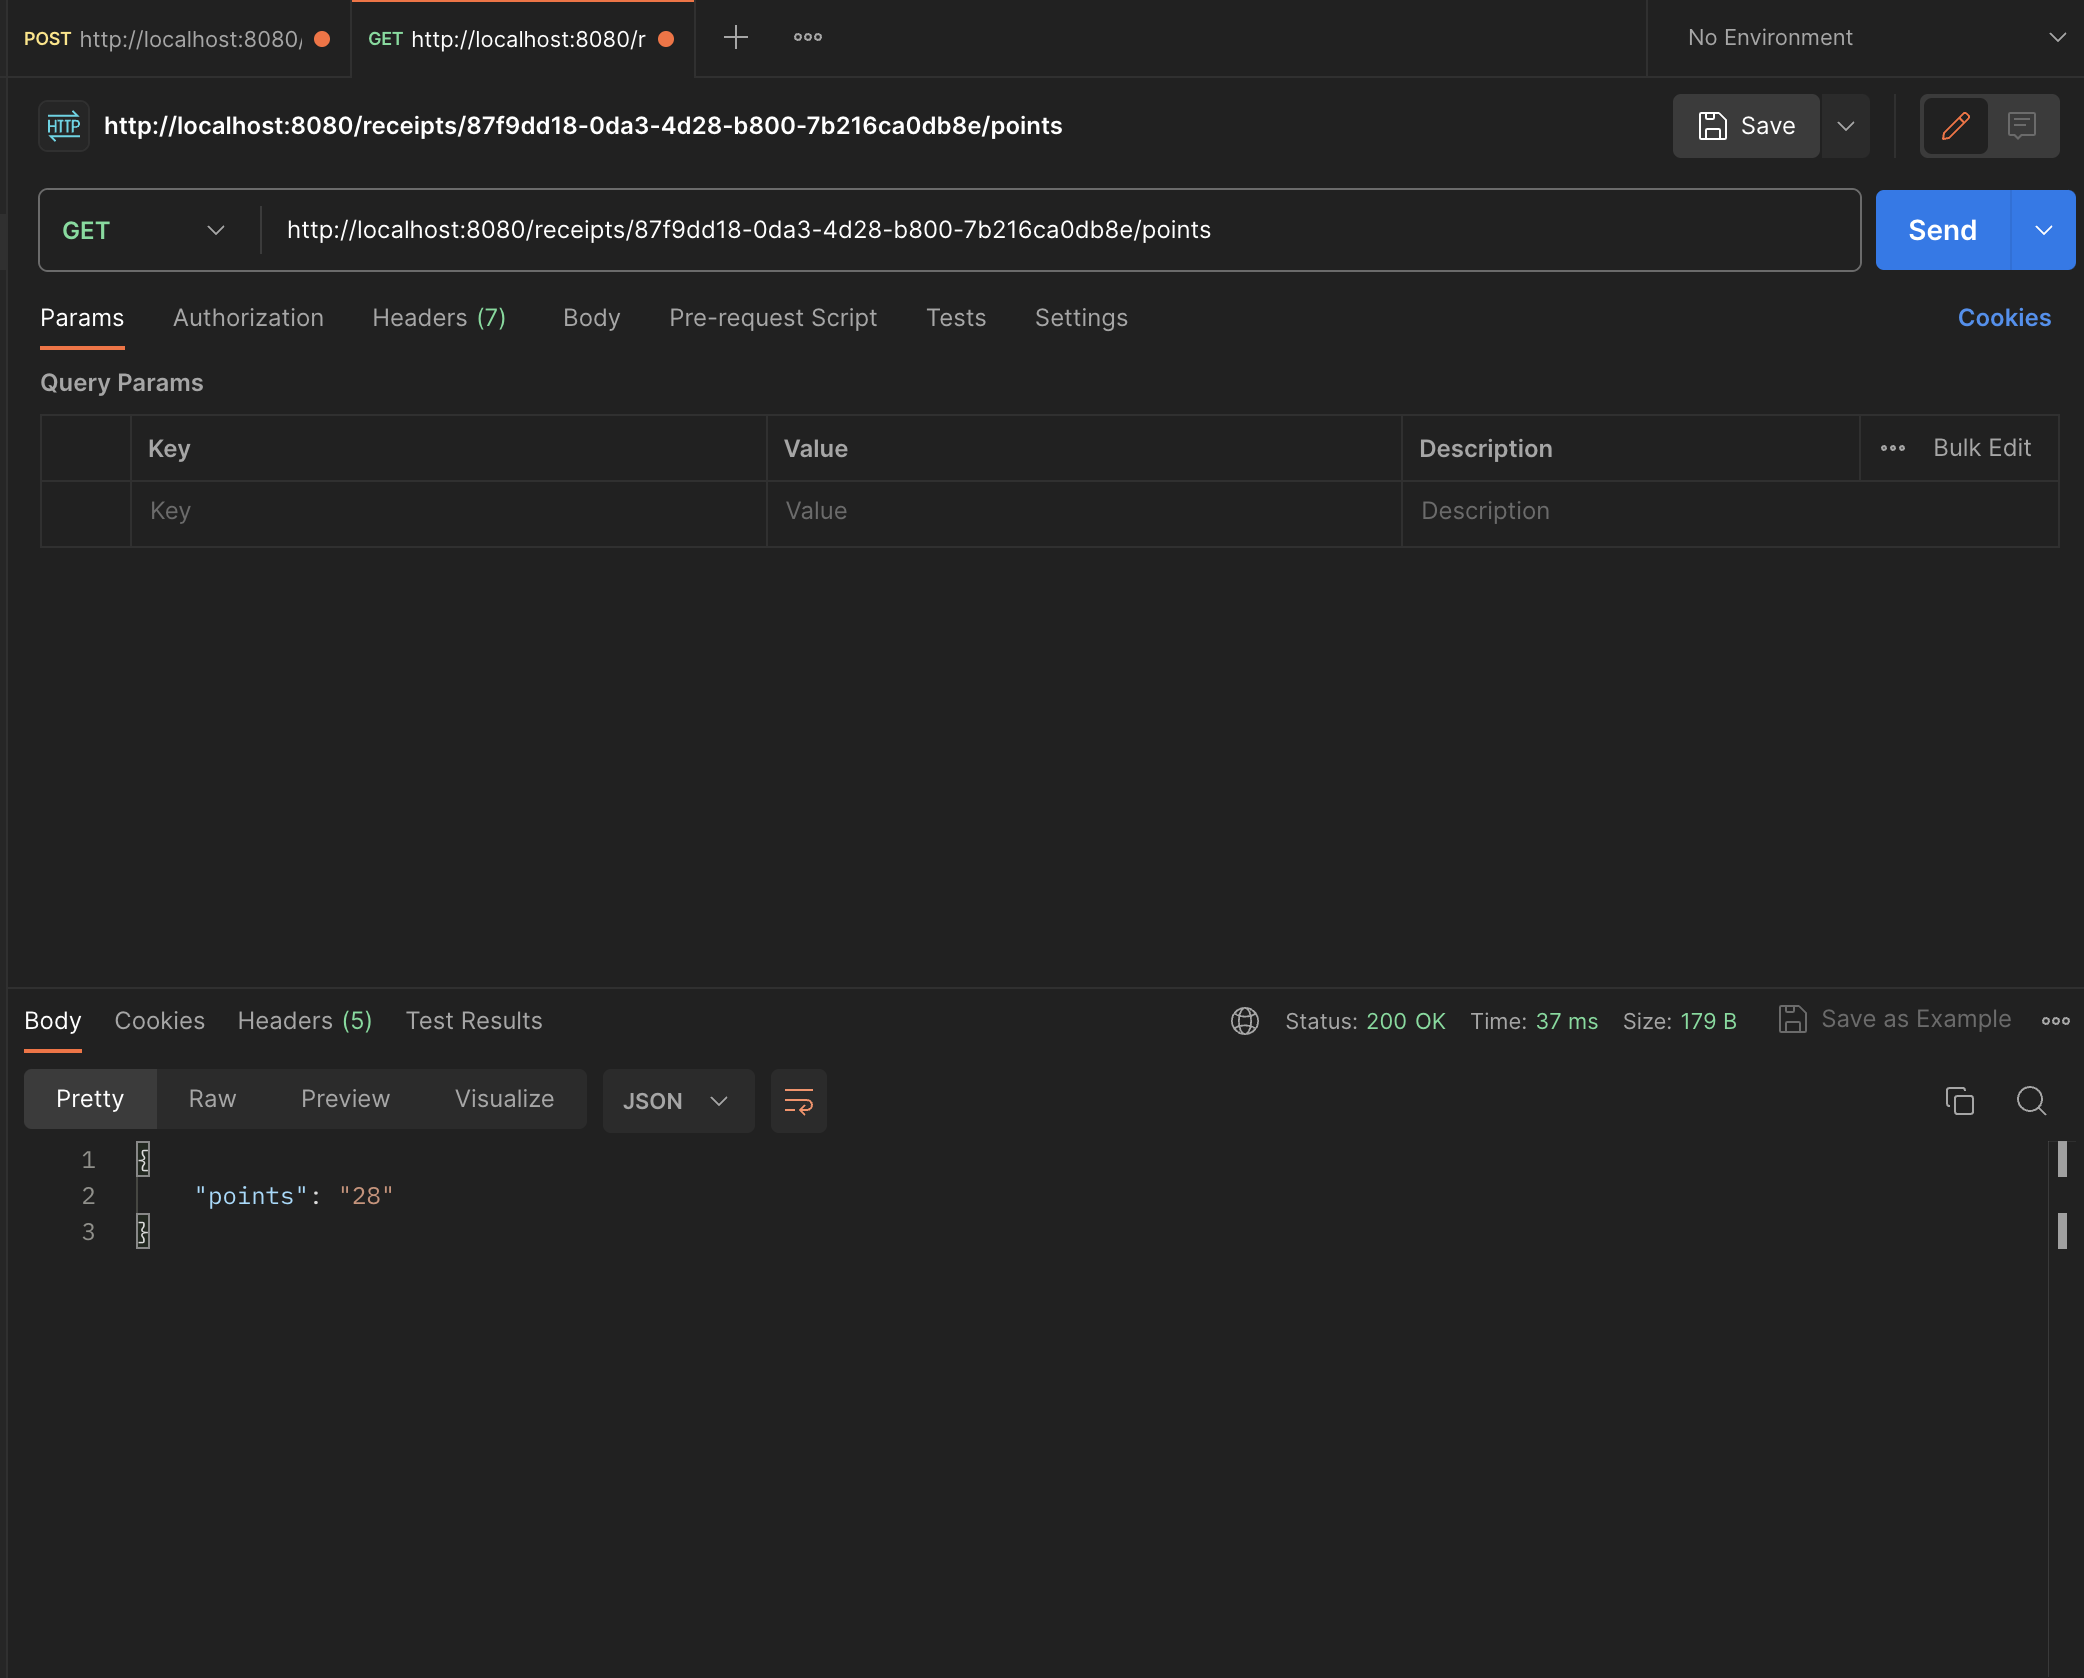 POST http://localhost:8080/ GET http://localhost:8080/r No Environment
HTTP http://localhost:8080/receipts/87f9dd18-0da3-4d28-b800-7b216ca0db8e/points Save
GET http://localhost:8080/receipts/87f9dd18-0da3-4d28-b800-7b216ca0db8e/points Send
Params Authorization Headers (7) Body Pre-request Script Tests Settings Cookies
Query Params
Key Value Description Bulk Edit
Key Value Description
Body Cookies Headers (5) Test Results Status: 200 OK Time: 37 ms Size: 179 B Save as Example
Pretty Raw Preview Visualize JSON
1 {
2 "points": "28"
3 }